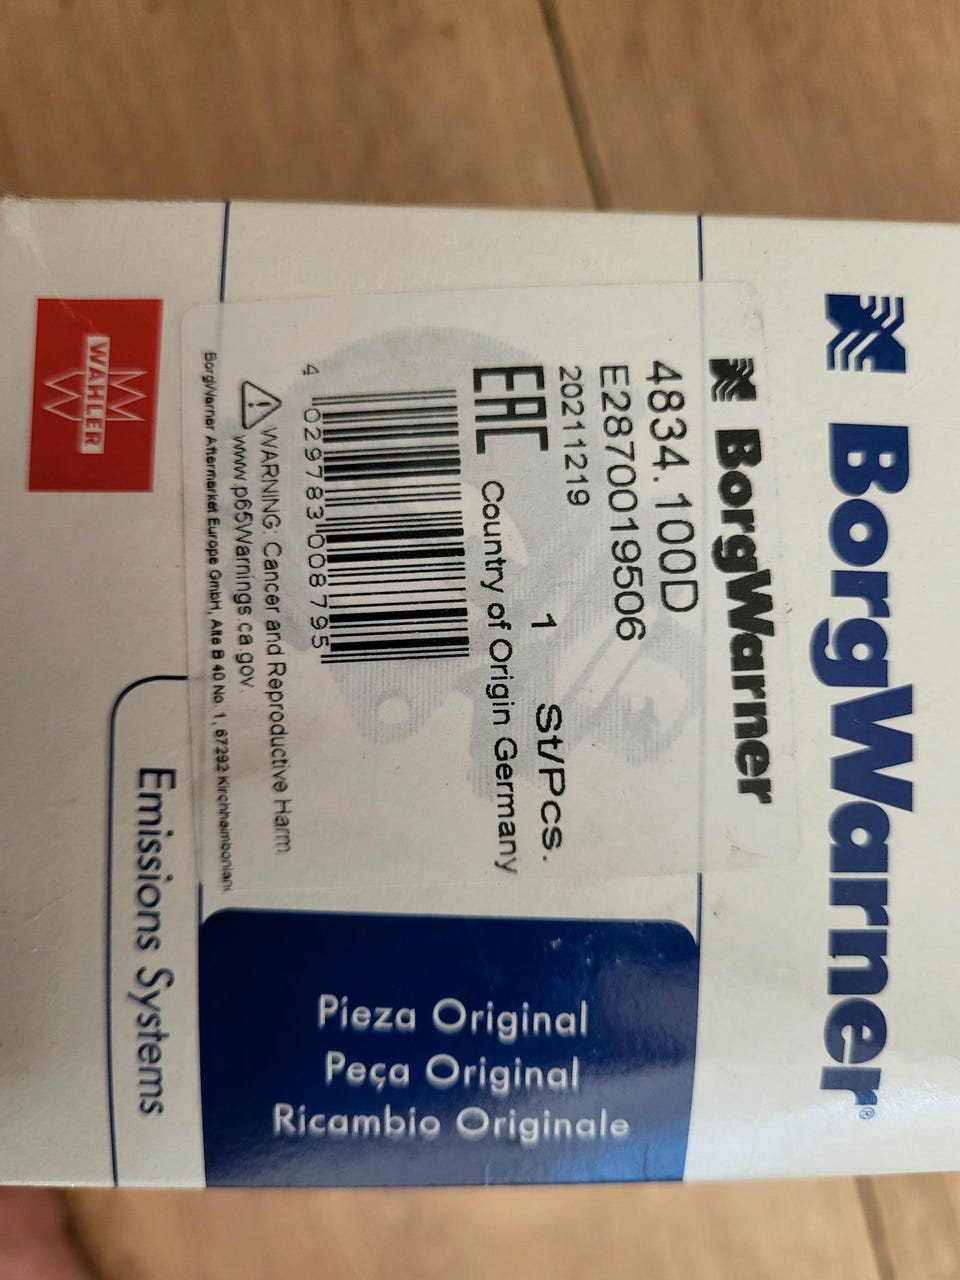 BorgWarner®
BorgWarner
4834.100D
E2870019506
20211219 1 St/Pcs.
EAC Country of Origin Germany
4 029783 008795
WARNING: Cancer and Reproductive Harm
www.p65Warnings.ca.gov.
BorgWarner Aftermarket Europe GmbH, Alte B 40 No. 1, 67292
Pieza Original
Peça Original
Ricambio Originale
Emissions Systems
WAHLER